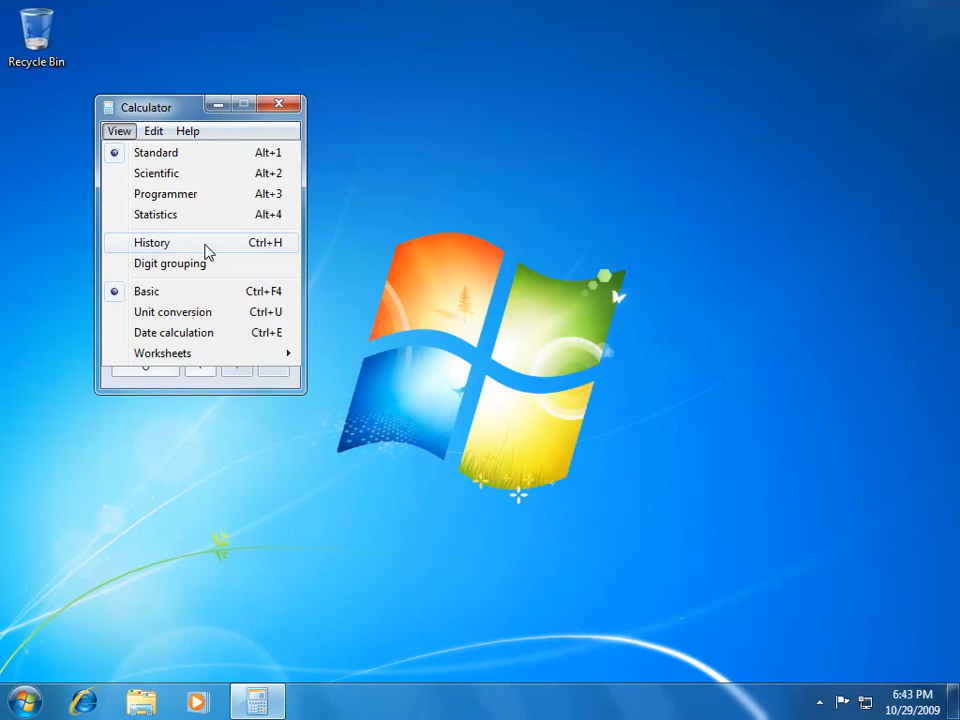 Recycle Bin
Calculator
View Edit Help
Standard Alt+1
Scientific Alt+2
Programmer Alt+3
Statistics Alt+4
History Ctrl+H
Digit grouping
Basic Ctrl+F4
Unit conversion Ctrl+U
Date calculation Ctrl+E
Worksheets
6:43 PM
10/29/2009